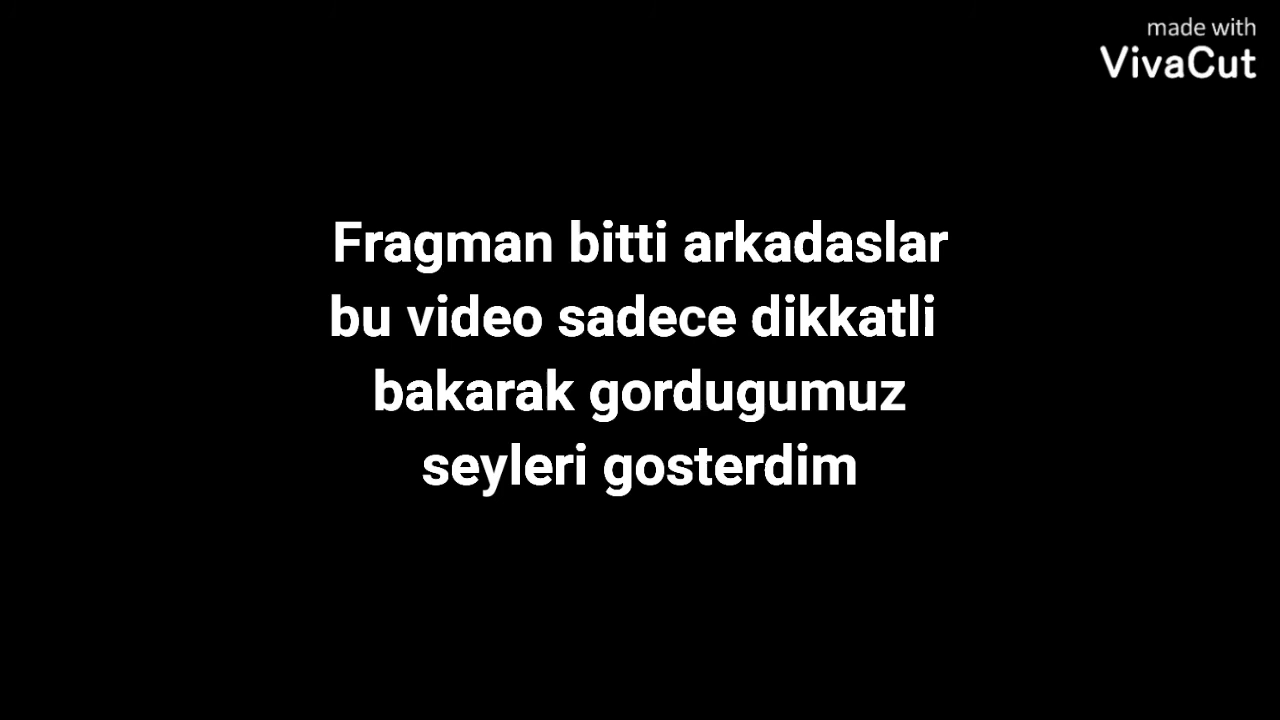 made with
VivaCut
Fragman bitti arkadaslar
bu video sadece dikkatli
bakarak gordugumuz
seyleri gosterdim